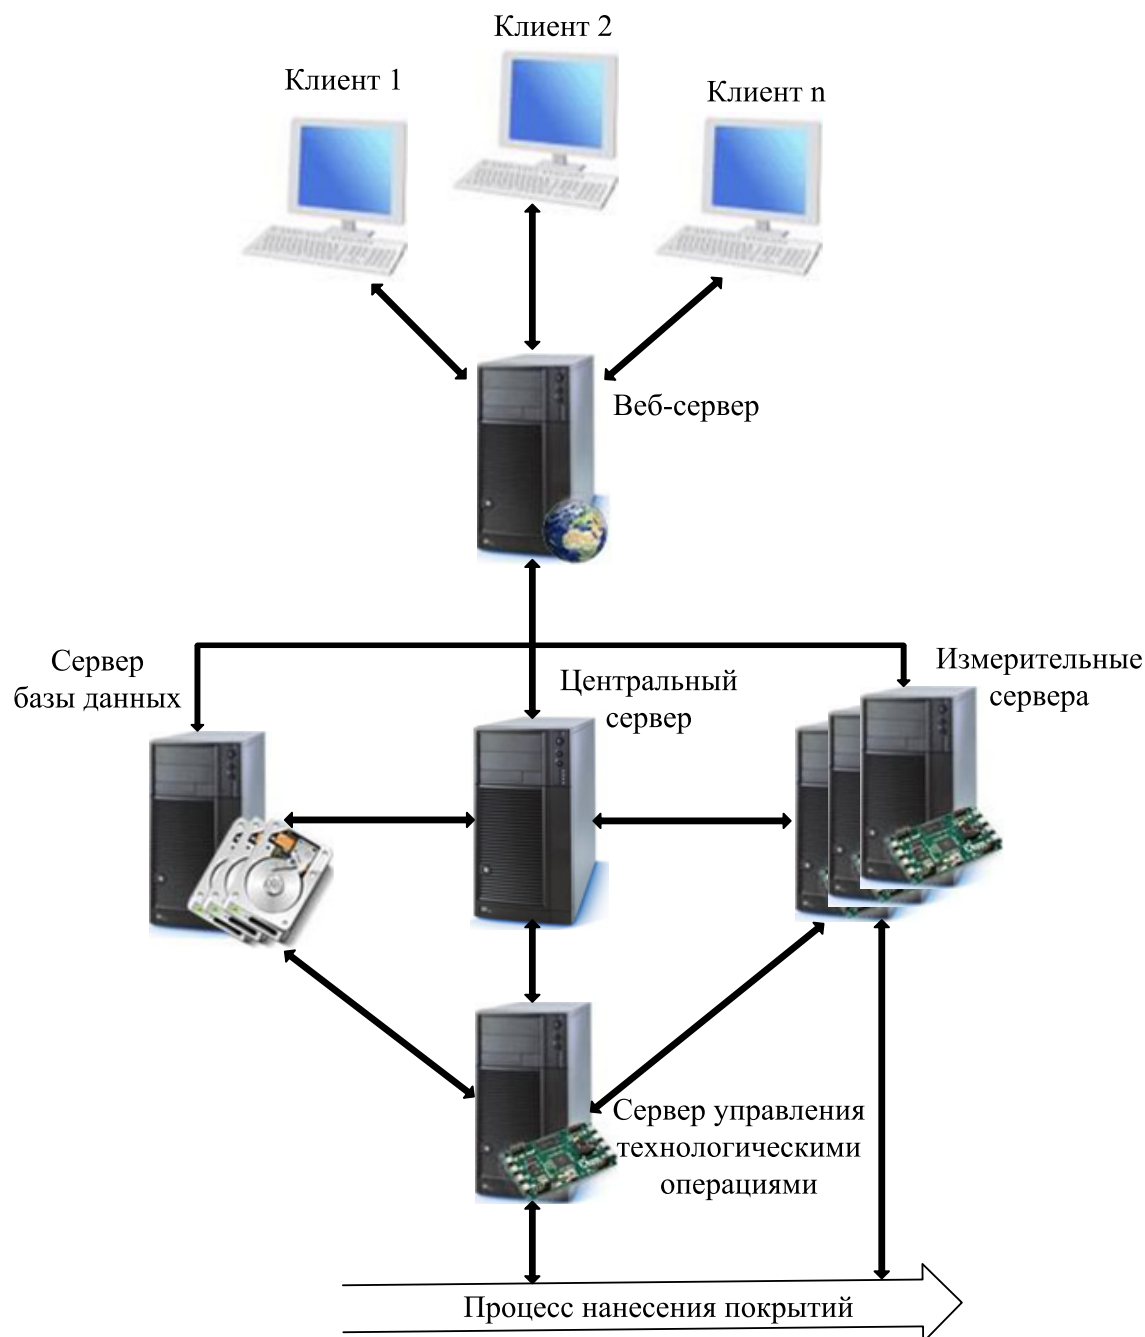 Клиент 2
Клиент 1
Клиент n
Веб-сервер
Сервер
базы данных
Центральный
сервер
Измерительные
сервера
Сервер управления
технологическими
операциями
Процесс нанесения покрытий